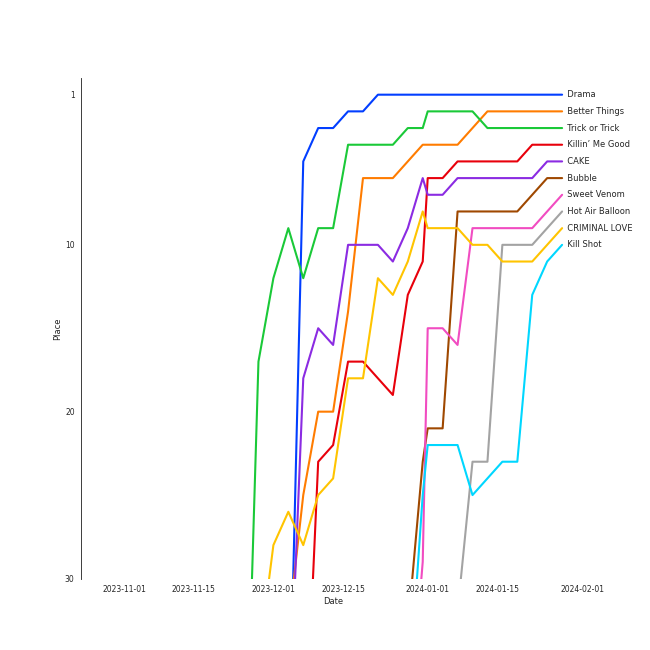 1
10
20
30
Place
Drama
Better Things
Trick or Trick
Killin' Me Good
CAKE
Bubble
Sweet Venom
Hot Air Balloon
CRIMINAL LOVE
Kill Shot
2023-11-01
2023-11-15
2023-12-01
2023-12-15
2024-01-01
2024-01-15
2024-02-01
Date